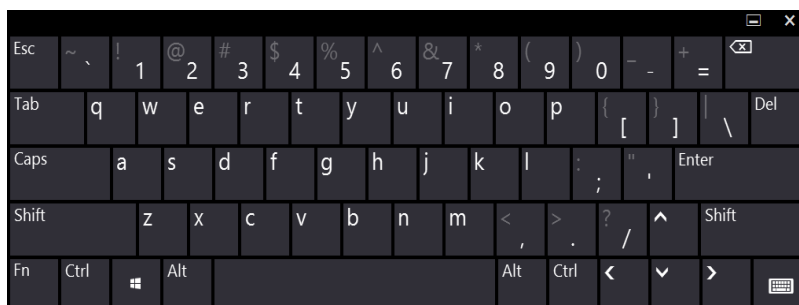 Esc ~ ` ! 1 @ 2 # 3 $ 4 % 5 ^ 6 & 7 * 8 ( 9 ) 0 _ - + =
Tab q w e r t y u i o p { [ } ] | \ Del
Caps a s d f g h j k l : ; " ' Enter
Shift z x c v b n m < , > . ? / Shift
Fn Ctrl Alt Alt Ctrl